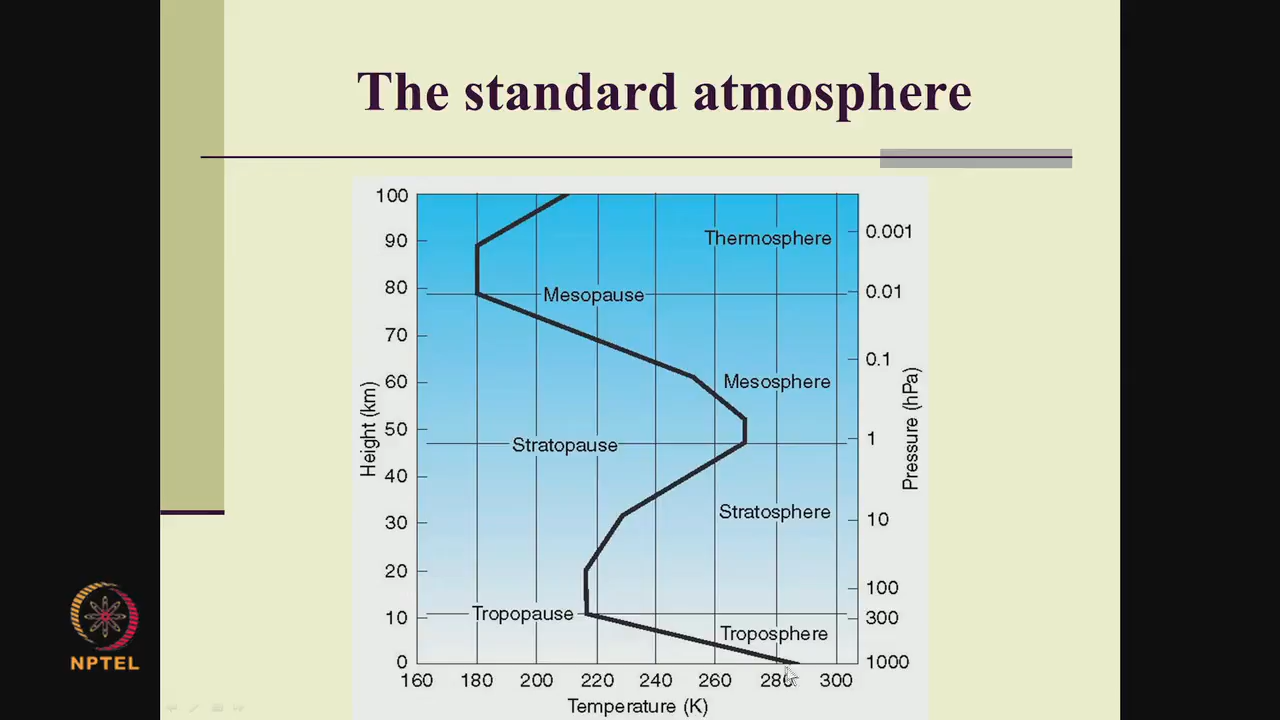 The standard atmosphere
100
90
80
70
60
50
40
30
20
10
0
Height (km)
Thermosphere
Mesopause
Mesosphere
Stratopause
Stratosphere
Tropopause
Troposphere
0.001
0.01
0.1
1
10
100
300
1000
Pressure (hPa)
160 180 200 220 240 260 280 300
Temperature (K)
NPTEL